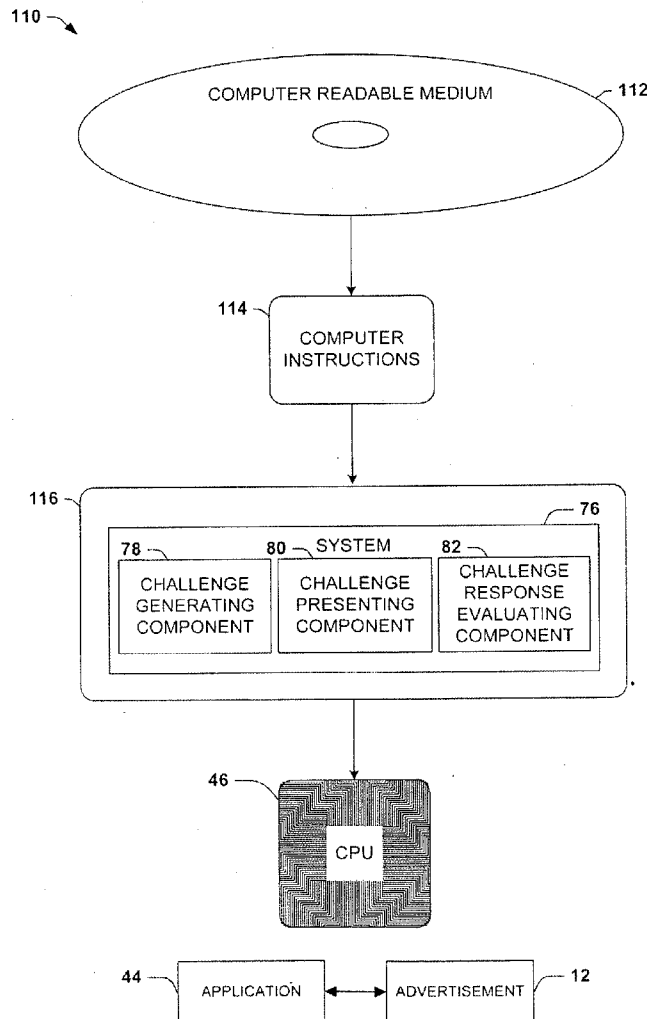 110
COMPUTER READABLE MEDIUM
112
114
COMPUTER
INSTRUCTIONS
116
76
SYSTEM
78
80
82
CHALLENGE
GENERATING
COMPONENT
CHALLENGE
PRESENTING
COMPONENT
CHALLENGE
RESPONSE
EVALUATING
COMPONENT
46
CPU
44
APPLICATION
ADVERTISEMENT
12